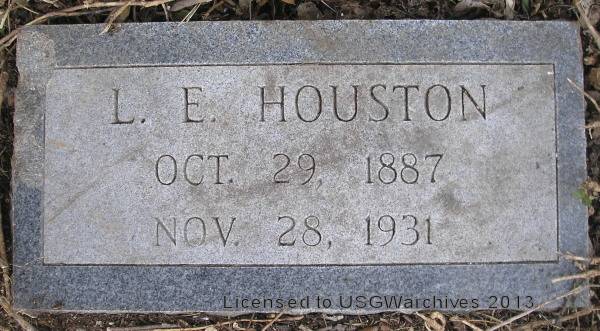 L. E. HOUSTON
OCT. 29, 1887
NOV. 28, 1931
Licensed to USGWarchives 2013